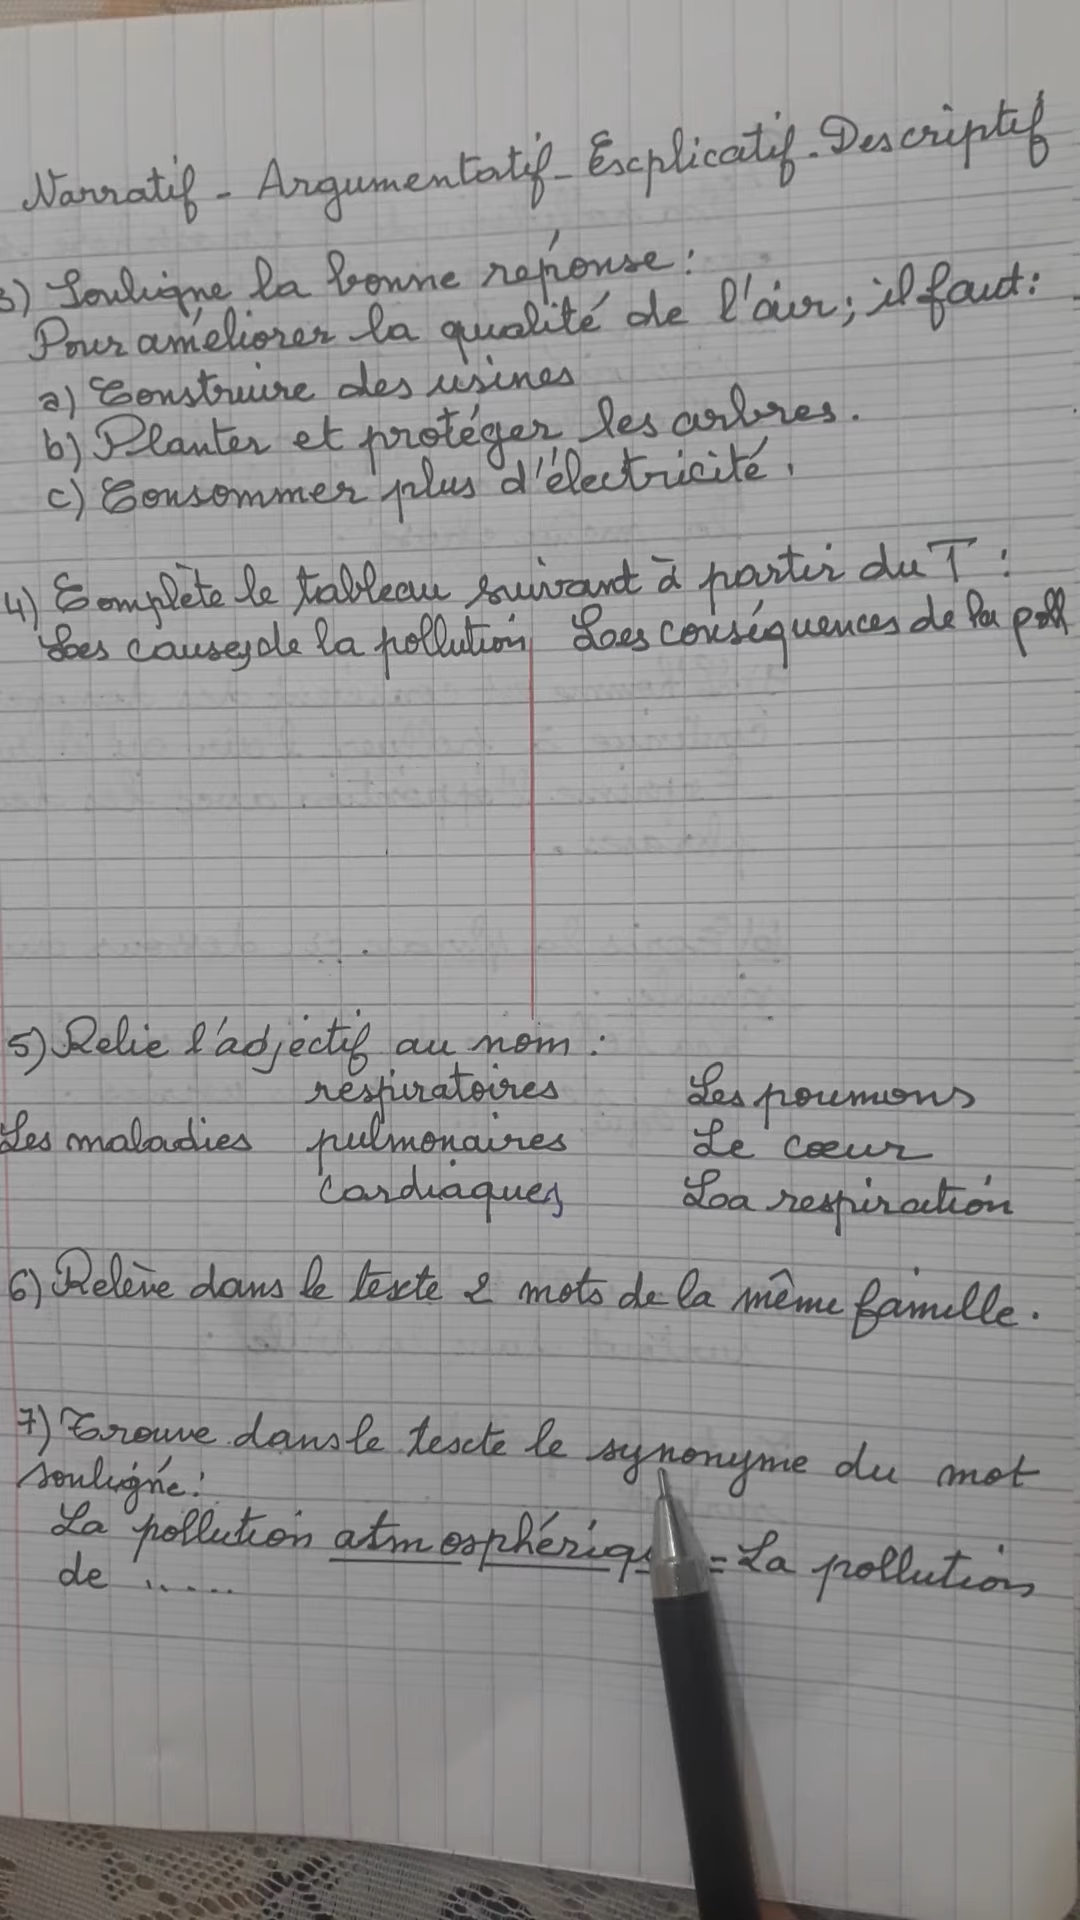 Narratif - Argumentatif - Explicatif - Descriptif
3) Souligne la bonne réponse :
Pour améliorer la qualité de l'air ; il faut :
a) Construire des usines
b) Planter et protéger les arbres.
c) Consommer plus d'électricité.
4) Complète le tableau suivant à partir du T :
Les causes de la pollution Les conséquences de la poll
5) Relie l'adjectif au nom :
respiratoires Les poumons
Les maladies pulmonaires Le cœur
cardiaques La respiration
6) Relève dans le texte 2 mots de la même famille.
7) Trouve dans le texte le synonyme du mot
souligné :
La pollution atmosphériq = La pollution
de .....